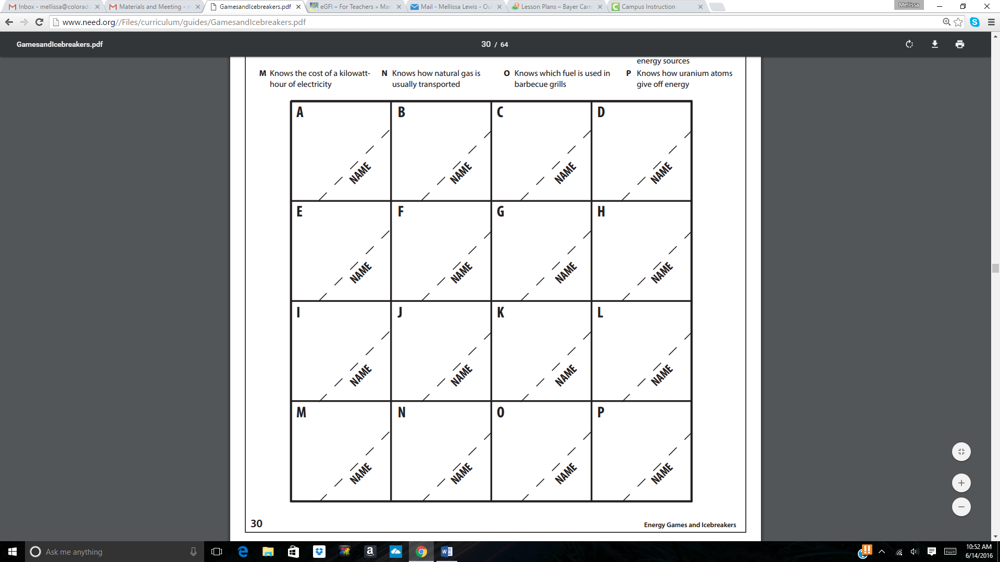 Inbox - mellissa@colorad
Materials and Meeting - m
GamesandIcebreakers.pdf
eGFI – For Teachers » Mar
Mail - Mellissa Lewis - Ou
Lesson Plans – Bayer Cam
Campus Instruction
Mellissa
www.need.org//Files/curriculum/guides/GamesandIcebreakers.pdf
GamesandIcebreakers.pdf
30 / 64
energy sources
M Knows the cost of a kilowatt-
hour of electricity
N Knows how natural gas is
usually transported
O Knows which fuel is used in
barbecue grills
P Knows how uranium atoms
give off energy
A B C D
NAME NAME NAME NAME
E F G H
NAME NAME NAME NAME
I J K L
NAME NAME NAME NAME
M N O P
NAME NAME NAME NAME
30
Energy Games and Icebreakers
Ask me anything
10:52 AM
6/14/2016